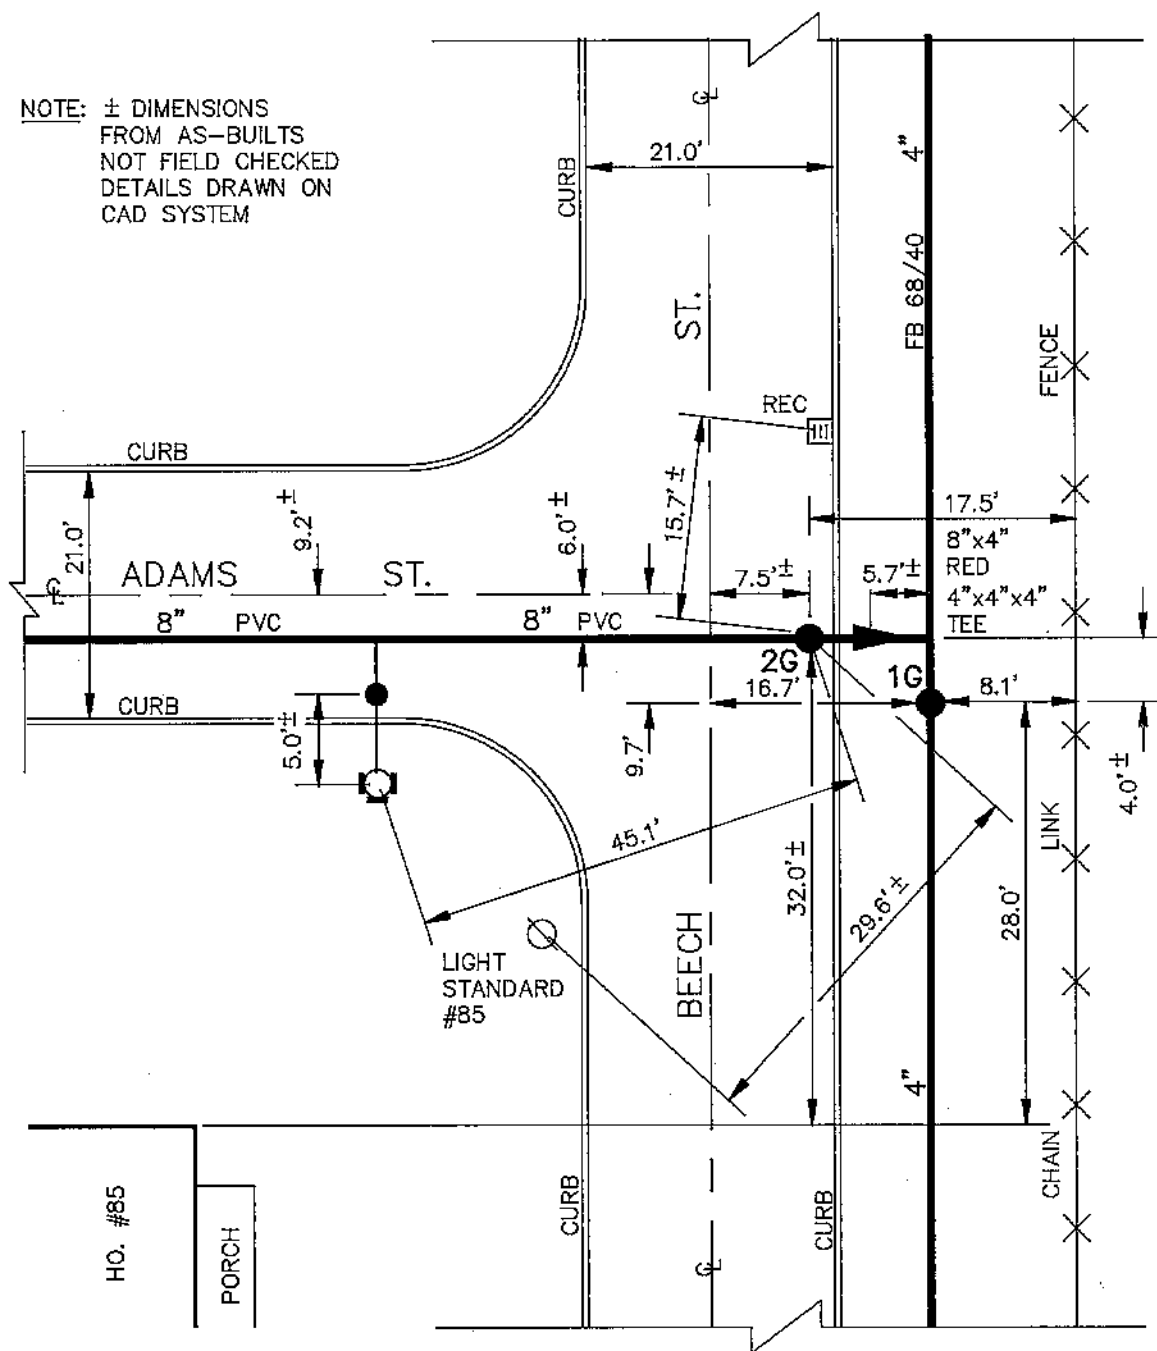 NOTE: ± DIMENSIONS
FROM AS-BUILTS
NOT FIELD CHECKED
DETAILS DRAWN ON
CAD SYSTEM
℄
21.0'
CURB
4"
FB 68/40
ST.
FENCE
REC
CURB
15.7'±
21.0'
9.2'±
6.0'±
17.5'
8"x4"
RED
4"x4"x4"
TEE
℄
ADAMS ST.
7.5'±
5.7'±
8" PVC
8" PVC
2G
1G
16.7'
8.1'
CURB
5.0'±
9.7'
4.0'±
45.1'
32.0'±
29.6'±
28.0'
LINK
LIGHT
STANDARD
#85
BEECH
4"
CHAIN
HO. #85
PORCH
CURB
CURB
℄